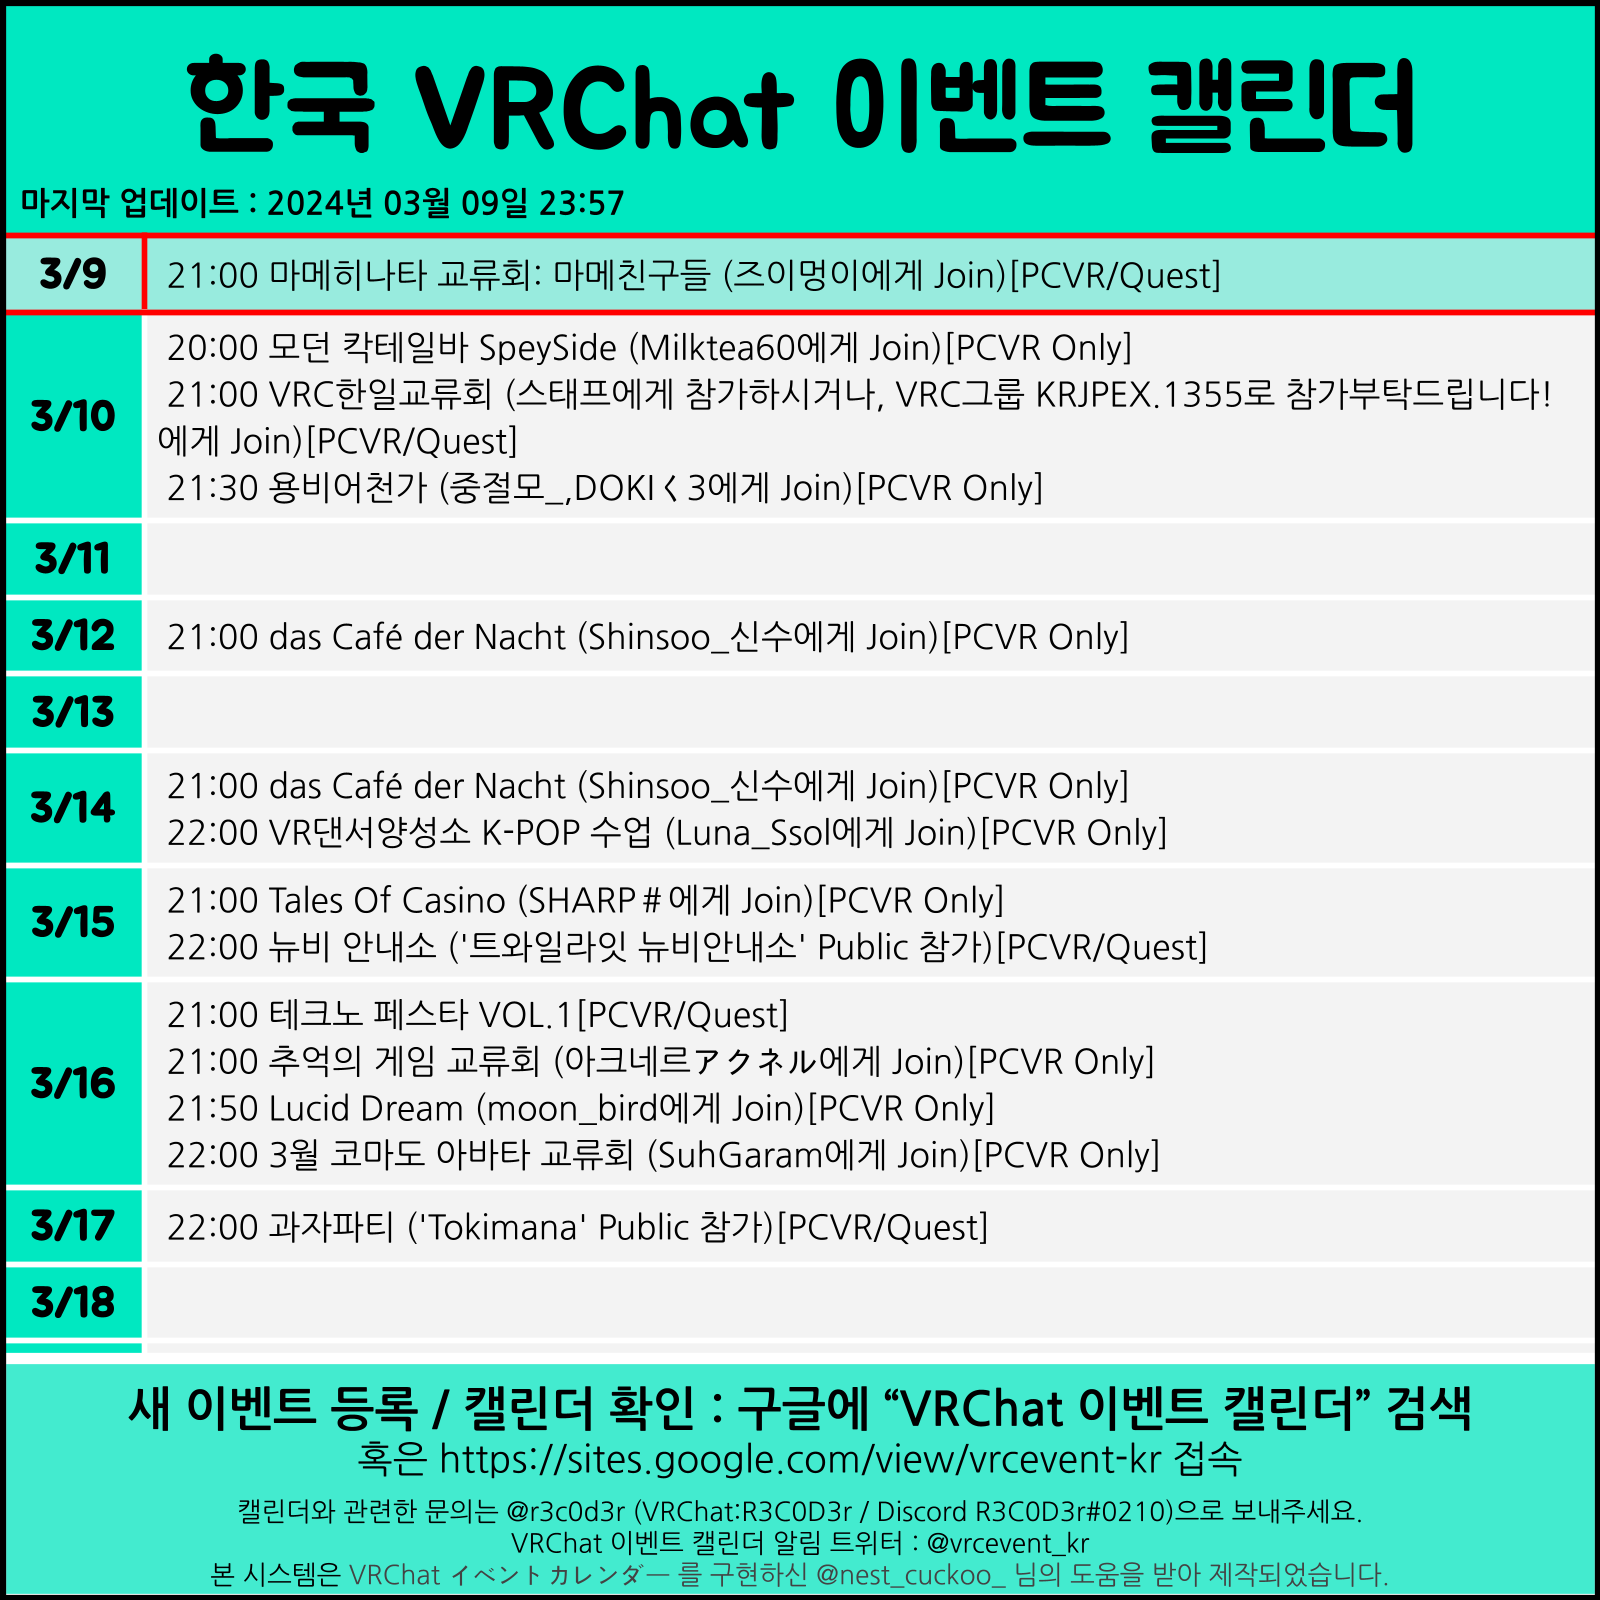 한국 VRChat 이벤트 캘린더
마지막 업데이트 : 2024년 03월 09일 23:57
3/9
21:00 마메히나타 교류회: 마메친구들 (즈이멍이에게 Join)[PCVR/Quest]
3/10
20:00 모던 칵테일바 SpeySide (Milktea60에게 Join)[PCVR Only]
21:00 VRC한일교류회 (스태프에게 참가하시거나, VRC그룹 KRJPEX.1355로 참가부탁드립니다!
에게 Join)[PCVR/Quest]
21:30 용비어천가 (중절모_,DOKIㄑ3에게 Join)[PCVR Only]
3/11
3/12
21:00 das Café der Nacht (Shinsoo_신수에게 Join)[PCVR Only]
3/13
3/14
21:00 das Café der Nacht (Shinsoo_신수에게 Join)[PCVR Only]
22:00 VR댄서양성소 K-POP 수업 (Luna_Ssol에게 Join)[PCVR Only]
3/15
21:00 Tales Of Casino (SHARP＃에게 Join)[PCVR Only]
22:00 뉴비 안내소 ('트와일라잇 뉴비안내소' Public 참가)[PCVR/Quest]
3/16
21:00 테크노 페스타 VOL.1[PCVR/Quest]
21:00 추억의 게임 교류회 (아크네르アクネル에게 Join)[PCVR Only]
21:50 Lucid Dream (moon_bird에게 Join)[PCVR Only]
22:00 3월 코마도 아바타 교류회 (SuhGaram에게 Join)[PCVR Only]
3/17
22:00 과자파티 ('Tokimana' Public 참가)[PCVR/Quest]
3/18
새 이벤트 등록 / 캘린더 확인 : 구글에 “VRChat 이벤트 캘린더” 검색
혹은 https://sites.google.com/view/vrcevent-kr 접속
캘린더와 관련한 문의는 @r3c0d3r (VRChat:R3C0D3r / Discord R3C0D3r#0210)으로 보내주세요.
VRChat 이벤트 캘린더 알림 트위터 : @vrcevent_kr
본 시스템은 VRChat イベントカレンダー 를 구현하신 @nest_cuckoo_ 님의 도움을 받아 제작되었습니다.